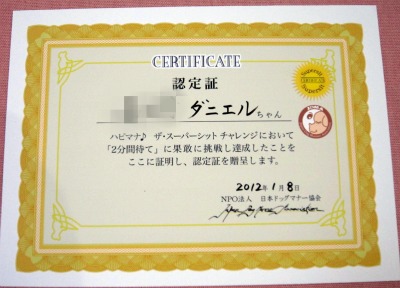 CERTIFICATE
認定証
ダニエルちゃん
ハピマナ♪ ザ・スーパーシット チャレンジにおいて
「2分間待て」に果敢に挑戦し達成したことを
ここに証明し、認定証を贈呈します。
2012年1月8日
NPO法人 日本ドッグマナー協会